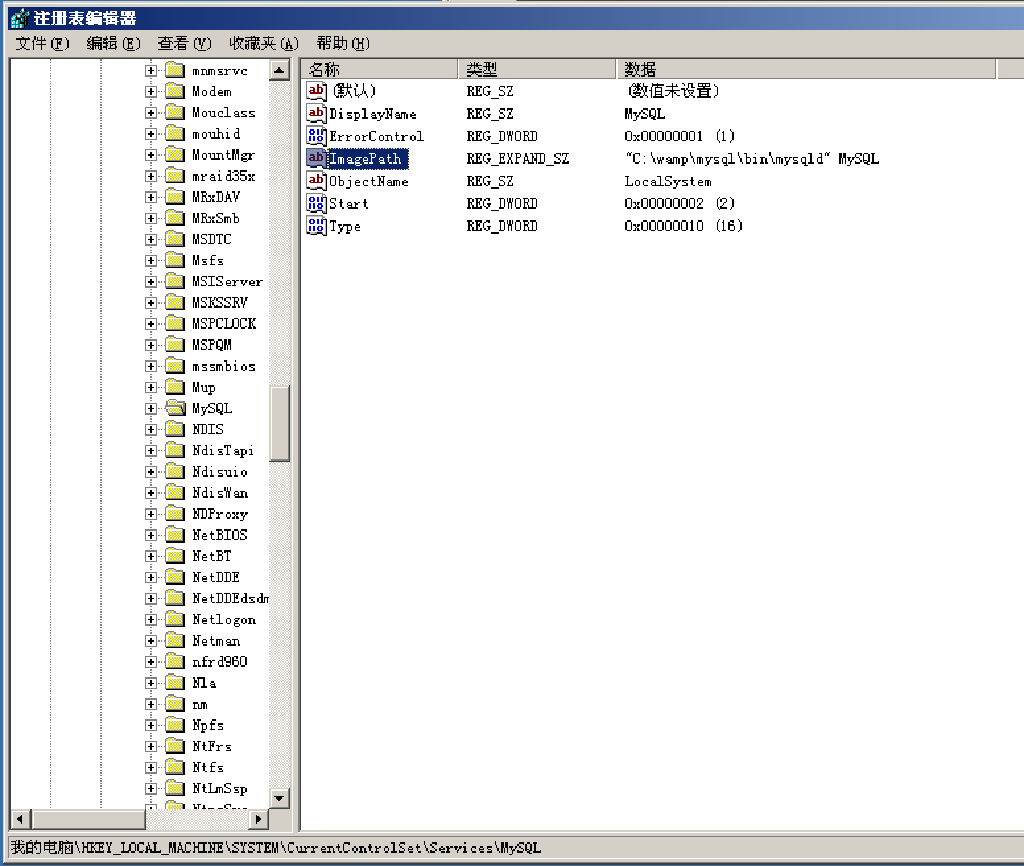 注册表编辑器
文件(F) 编辑(E) 查看(V) 收藏夹(A) 帮助(H)
mnmsrvc
Modem
Mouclass
mouhid
MountMgr
mraid35x
MRxDAV
MRxSmb
MSDTC
Msfs
MSIServer
MSKSSRV
MSPCLOCK
MSPQM
mssmbios
Mup
MySQL
NDIS
NdisTapi
Ndisuio
NdisWan
NDProxy
NetBIOS
NetBT
NetDDE
NetDDEdsdm
Netlogon
Netman
nfrd960
Nla
nm
Npfs
NtFrs
Ntfs
NtLmSsp
名称 类型 数据
(默认) REG_SZ (数值未设置)
DisplayName REG_SZ MySQL
ErrorControl REG_DWORD 0x00000001 (1)
ImagePath REG_EXPAND_SZ "C:\wamp\mysql\bin\mysqld" MySQL
ObjectName REG_SZ LocalSystem
Start REG_DWORD 0x00000002 (2)
Type REG_DWORD 0x00000010 (16)
我的电脑\HKEY_LOCAL_MACHINE\SYSTEM\CurrentControlSet\Services\MySQL